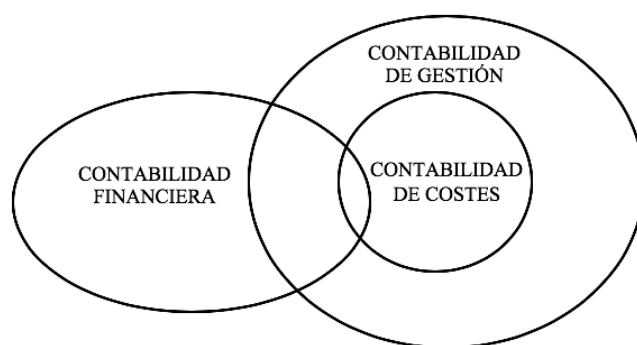 CONTABILIDAD
DE GESTIÓN
CONTABILIDAD
FINANCIERA
CONTABILIDAD
DE COSTES